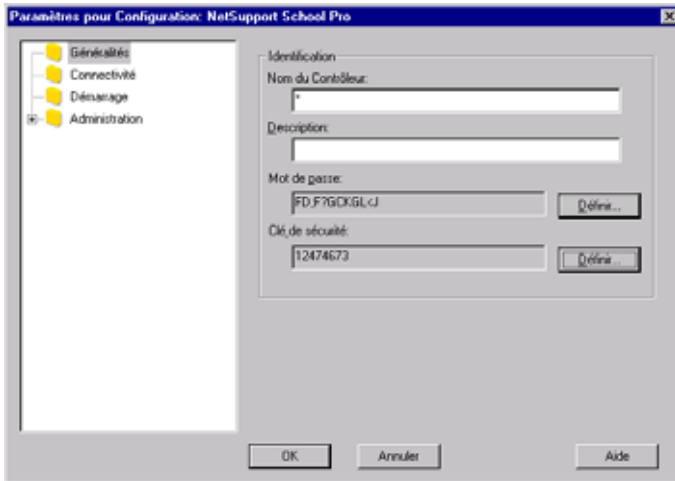 Paramètres pour Configuration: NetSupport School Pro
Généralités
Connectivité
Démarrage
Administration
Identification
Nom du Contrôleur:
*
Description:
Mot de passe:
FD;F?GCKGL<J
Définir...
Clé de sécurité:
12474673
Définir...
OK
Annuler
Aide